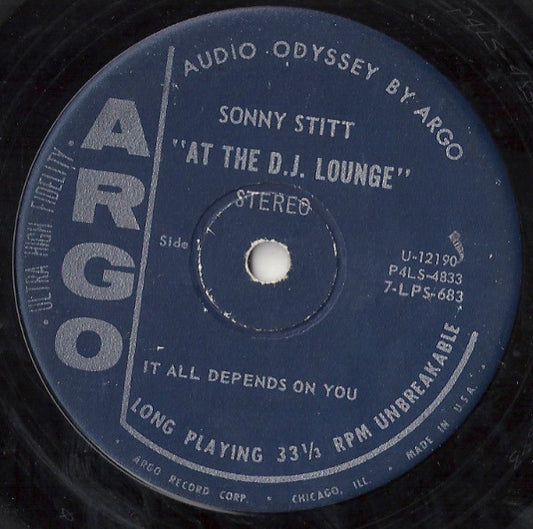 AUDIO ODYSSEY BY ARGO
SONNY STITT
"AT THE D.J. LOUNGE"
STEREO
Side
U-12190
P4LS-4833
7-LPS-683
IT ALL DEPENDS ON YOU
LONG PLAYING 33⅓ RPM UNBREAKABLE
· ARGO RECORD CORP. · CHICAGO, ILL. · MADE IN U.S.A.
· ULTRA HIGH FIDELITY ·
ARGO